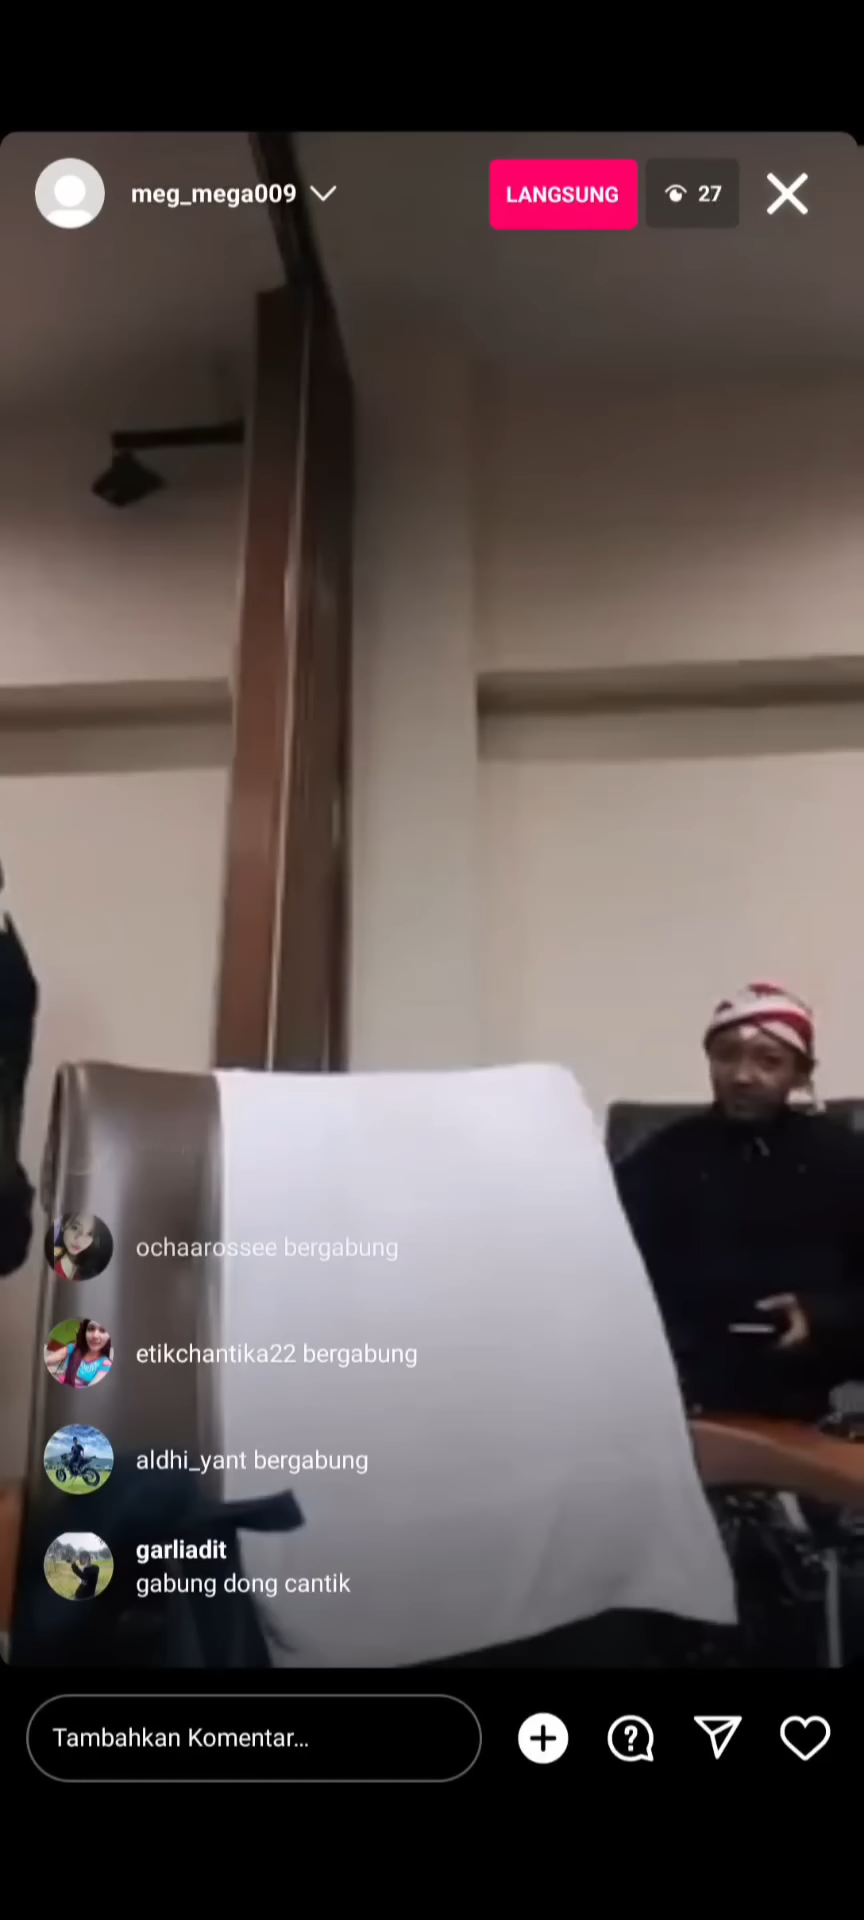 meg_mega009
LANGSUNG
27
ochaarossee bergabung
etikchantika22 bergabung
aldhi_yant bergabung
garliadit
gabung dong cantik
Tambahkan Komentar...